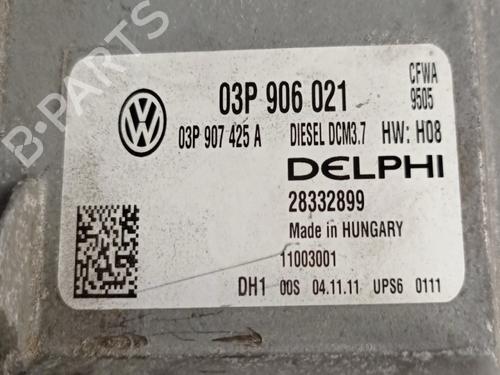 03P 906 021
CFWA
9505
03P 907 425 A DIESEL DCM3.7 HW: H08
DELPHI
28332899
Made in HUNGARY
11003001
DH1 00S 04.11.11 UPS6 0111
B-Parts